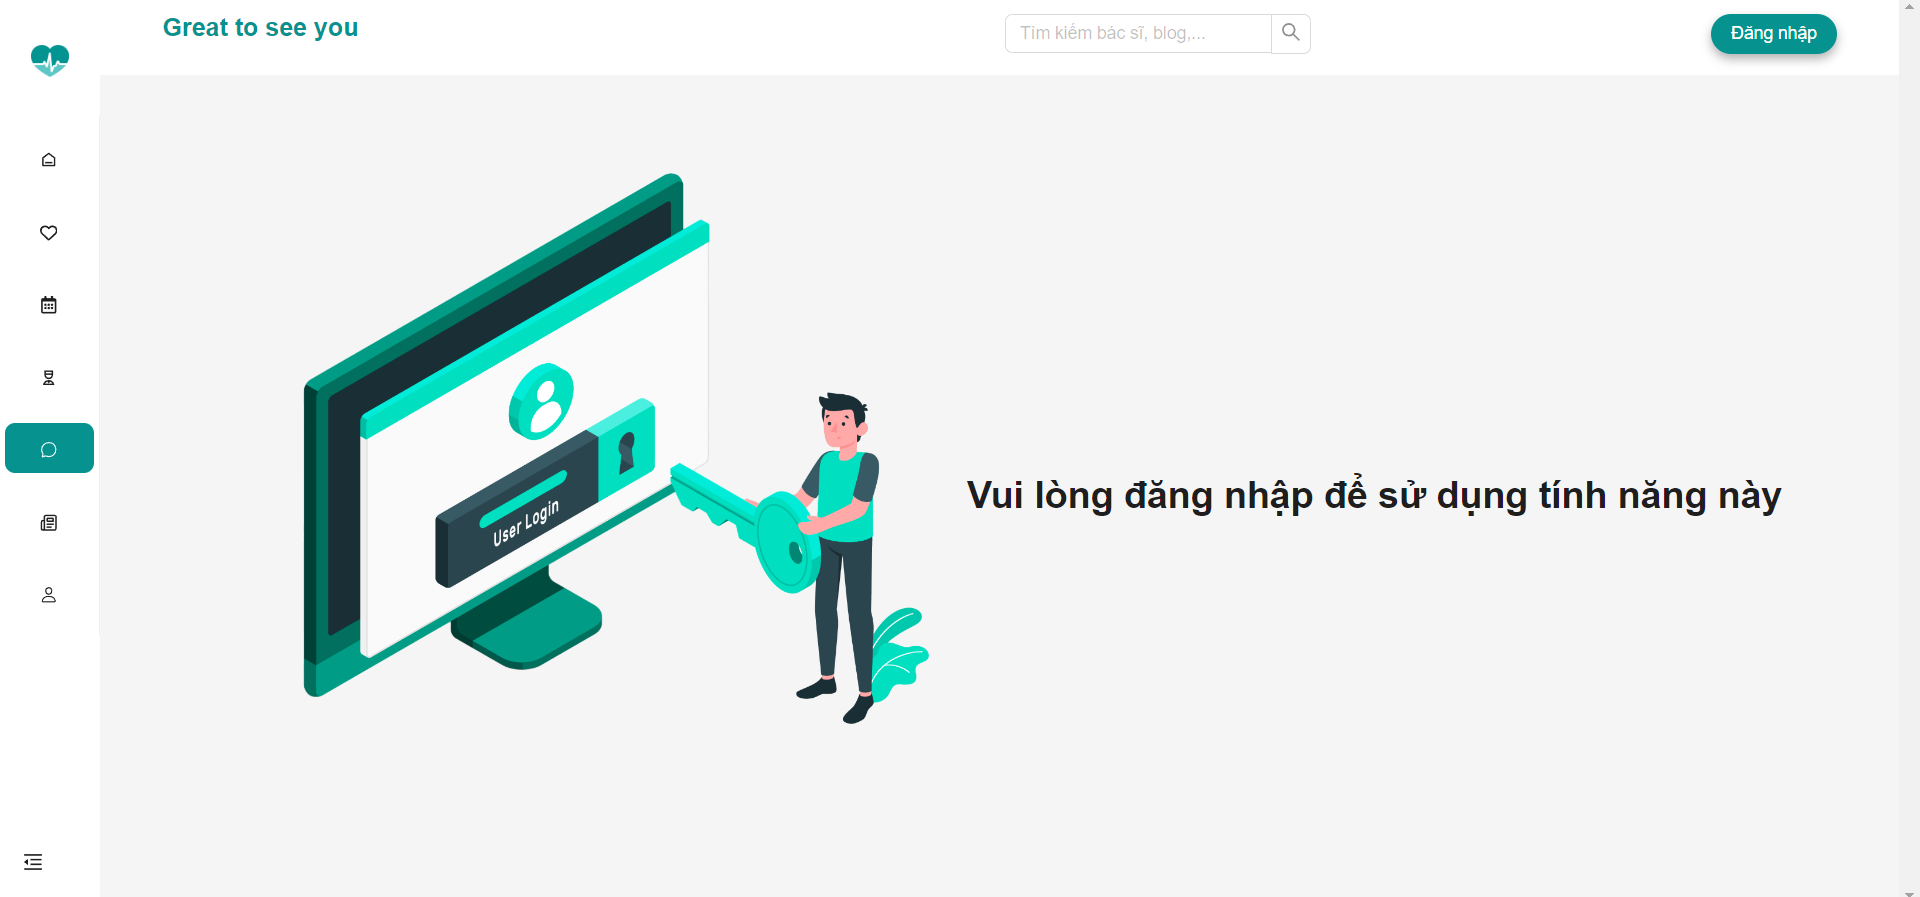 Great to see you
Tìm kiếm bác sĩ, blog,...
Đăng nhập
User Login
Vui lòng đăng nhập để sử dụng tính năng này